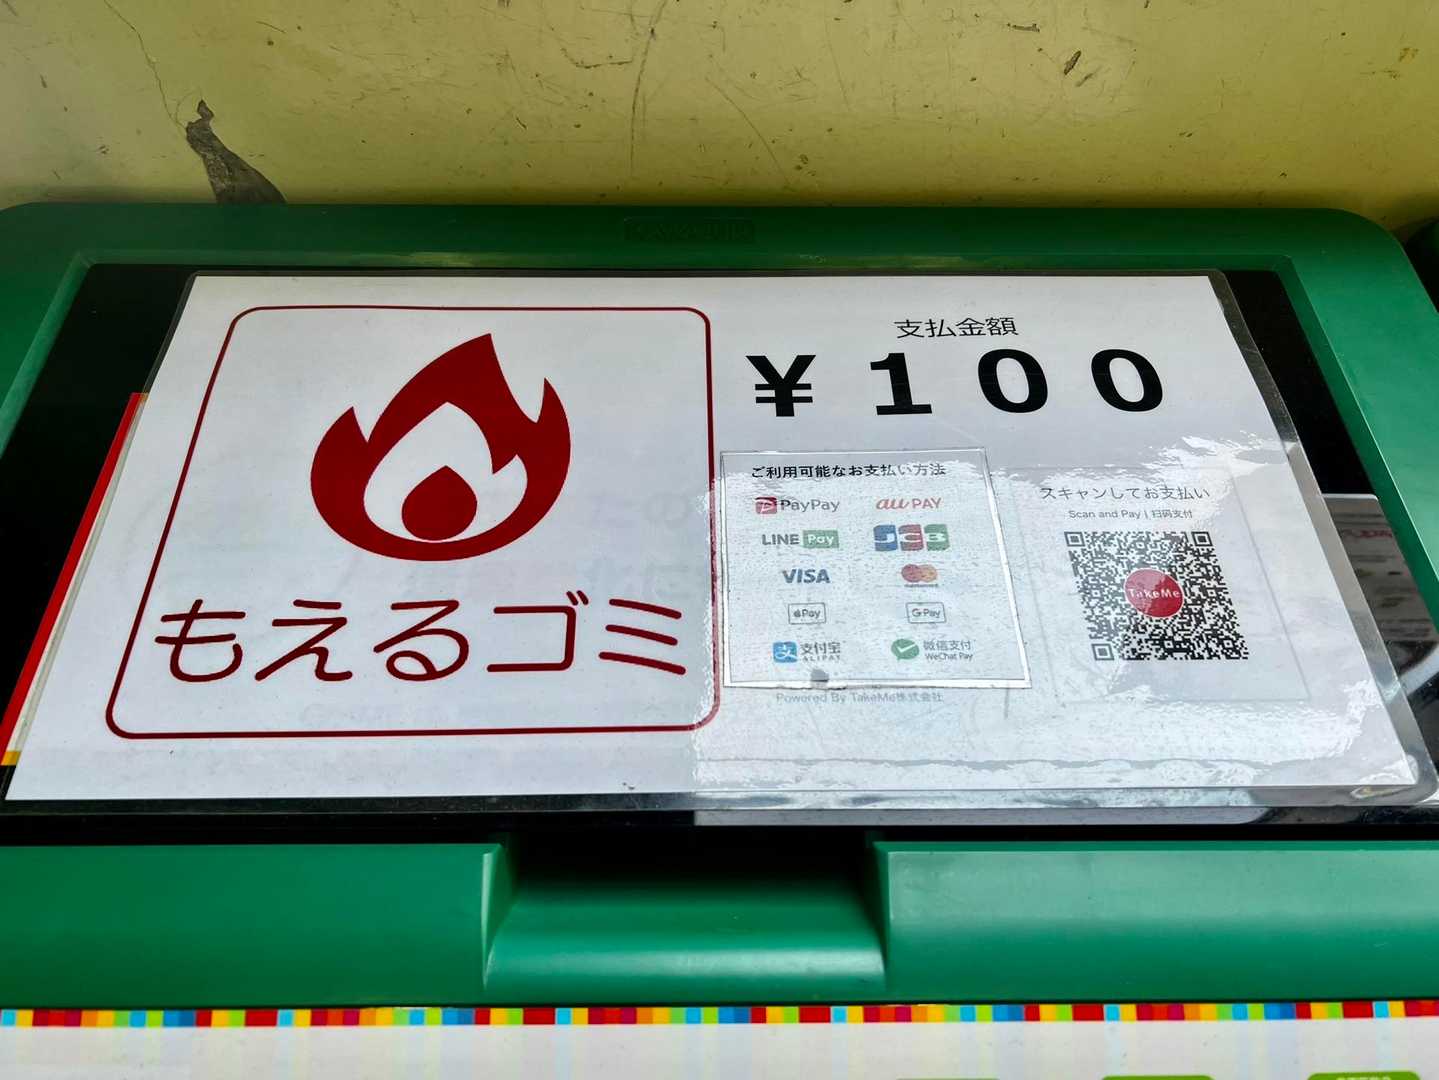 もえるゴミ
支払金額
¥100
ご利用可能なお支払い方法
PayPay
au PAY
LINE Pay
JCB
VISA
Pay
G Pay
支付宝
ALIPAY
微信支付
WeChat Pay
Powered By TakeMe株式会社
スキャンしてお支払い
Scan and Pay | 扫码支付
TakeMe